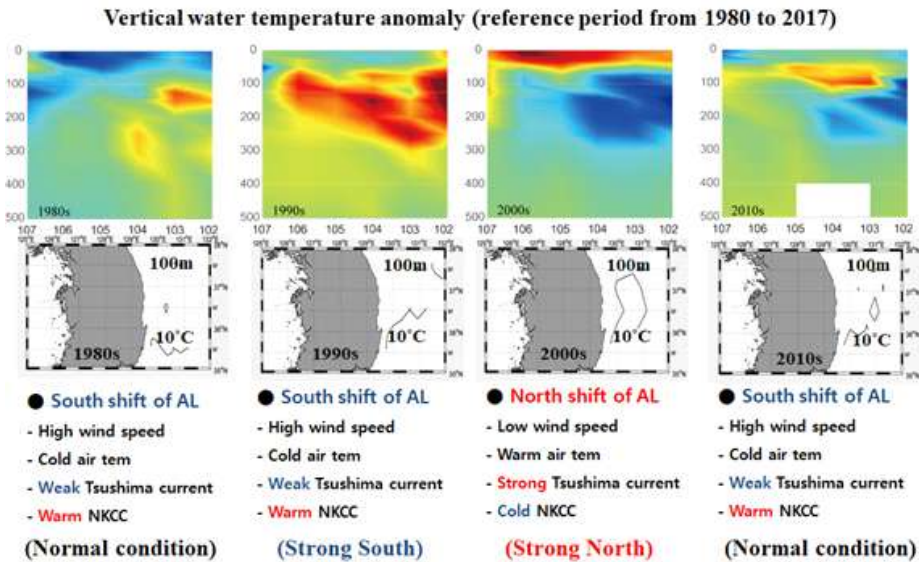 Vertical water temperature anomaly (reference period from 1980 to 2017)
0
100
200
300
400
500
1980s
107 106 105 104 103 102
0
100
200
300
400
500
1990s
107 106 105 104 103 102
0
100
200
300
400
500
2000s
107 106 105 104 103 102
0
100
200
300
400
500
2010s
107 106 105 104 103 102
100m
10°C
1980s
100m
10°C
1990s
100m
10°C
2000s
100m
10°C
2010s
● South shift of AL
- High wind speed
- Cold air tem
- Weak Tsushima current
- Warm NKCC
(Normal condition)
● South shift of AL
- High wind speed
- Cold air tem
- Weak Tsushima current
- Warm NKCC
(Strong South)
● North shift of AL
- Low wind speed
- Warm air tem
- Strong Tsushima current
- Cold NKCC
(Strong North)
● South shift of AL
- High wind speed
- Cold air tem
- Weak Tsushima current
- Warm NKCC
(Normal condition)